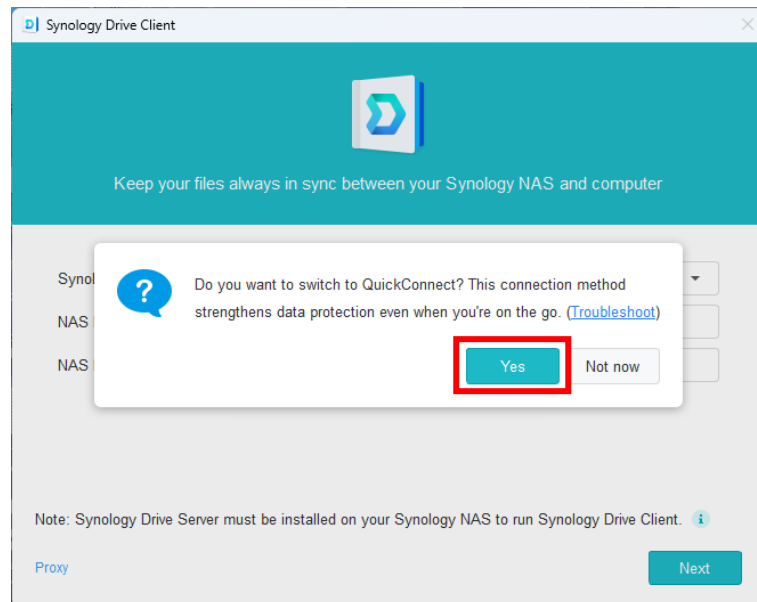 Synology Drive Client
Keep your files always in sync between your Synology NAS and computer
Do you want to switch to QuickConnect? This connection method
strengthens data protection even when you're on the go. (Troubleshoot)
Synol
NAS
NAS
Yes
Not now
Note: Synology Drive Server must be installed on your Synology NAS to run Synology Drive Client.
Proxy
Next